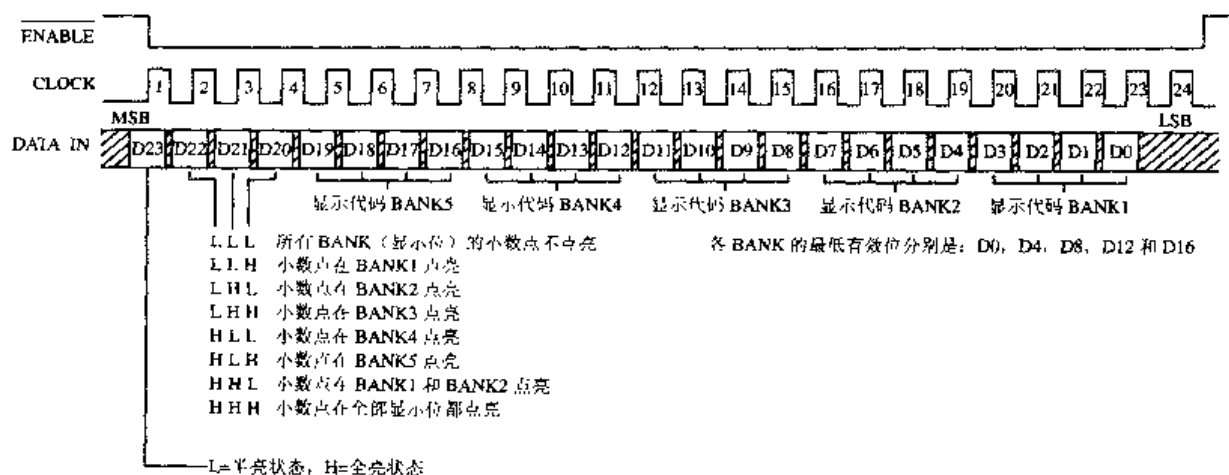 ENABLE
CLOCK 1 2 3 4 5 6 7 8 9 10 11 12 13 14 15 16 17 18 19 20 21 22 23 24
MSB LSB
DATA IN D23 D22 D21 D20 D19 D18 D17 D16 D15 D14 D13 D12 D11 D10 D9 D8 D7 D6 D5 D4 D3 D2 D1 D0
显示代码 BANK5 显示代码 BANK4 显示代码 BANK3 显示代码 BANK2 显示代码 BANK1
L L L 所有 BANK（显示位）的小数点不点亮
各 BANK 的最低有效位分别是：D0，D4，D8，D12 和 D16
L L H 小数点在 BANK1 点亮
L H L 小数点在 BANK2 点亮
L H H 小数点在 BANK3 点亮
H L L 小数点在 BANK4 点亮
H L H 小数点在 BANK5 点亮
H H L 小数点在 BANK1 和 BANK2 点亮
H H H 小数点在全部显示位都点亮
L=半亮状态，H=全亮状态